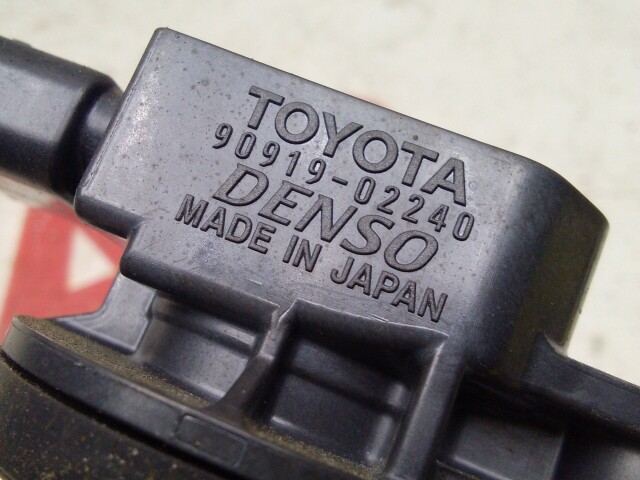 TOYOTA
90919-02240
DENSO
MADE IN JAPAN